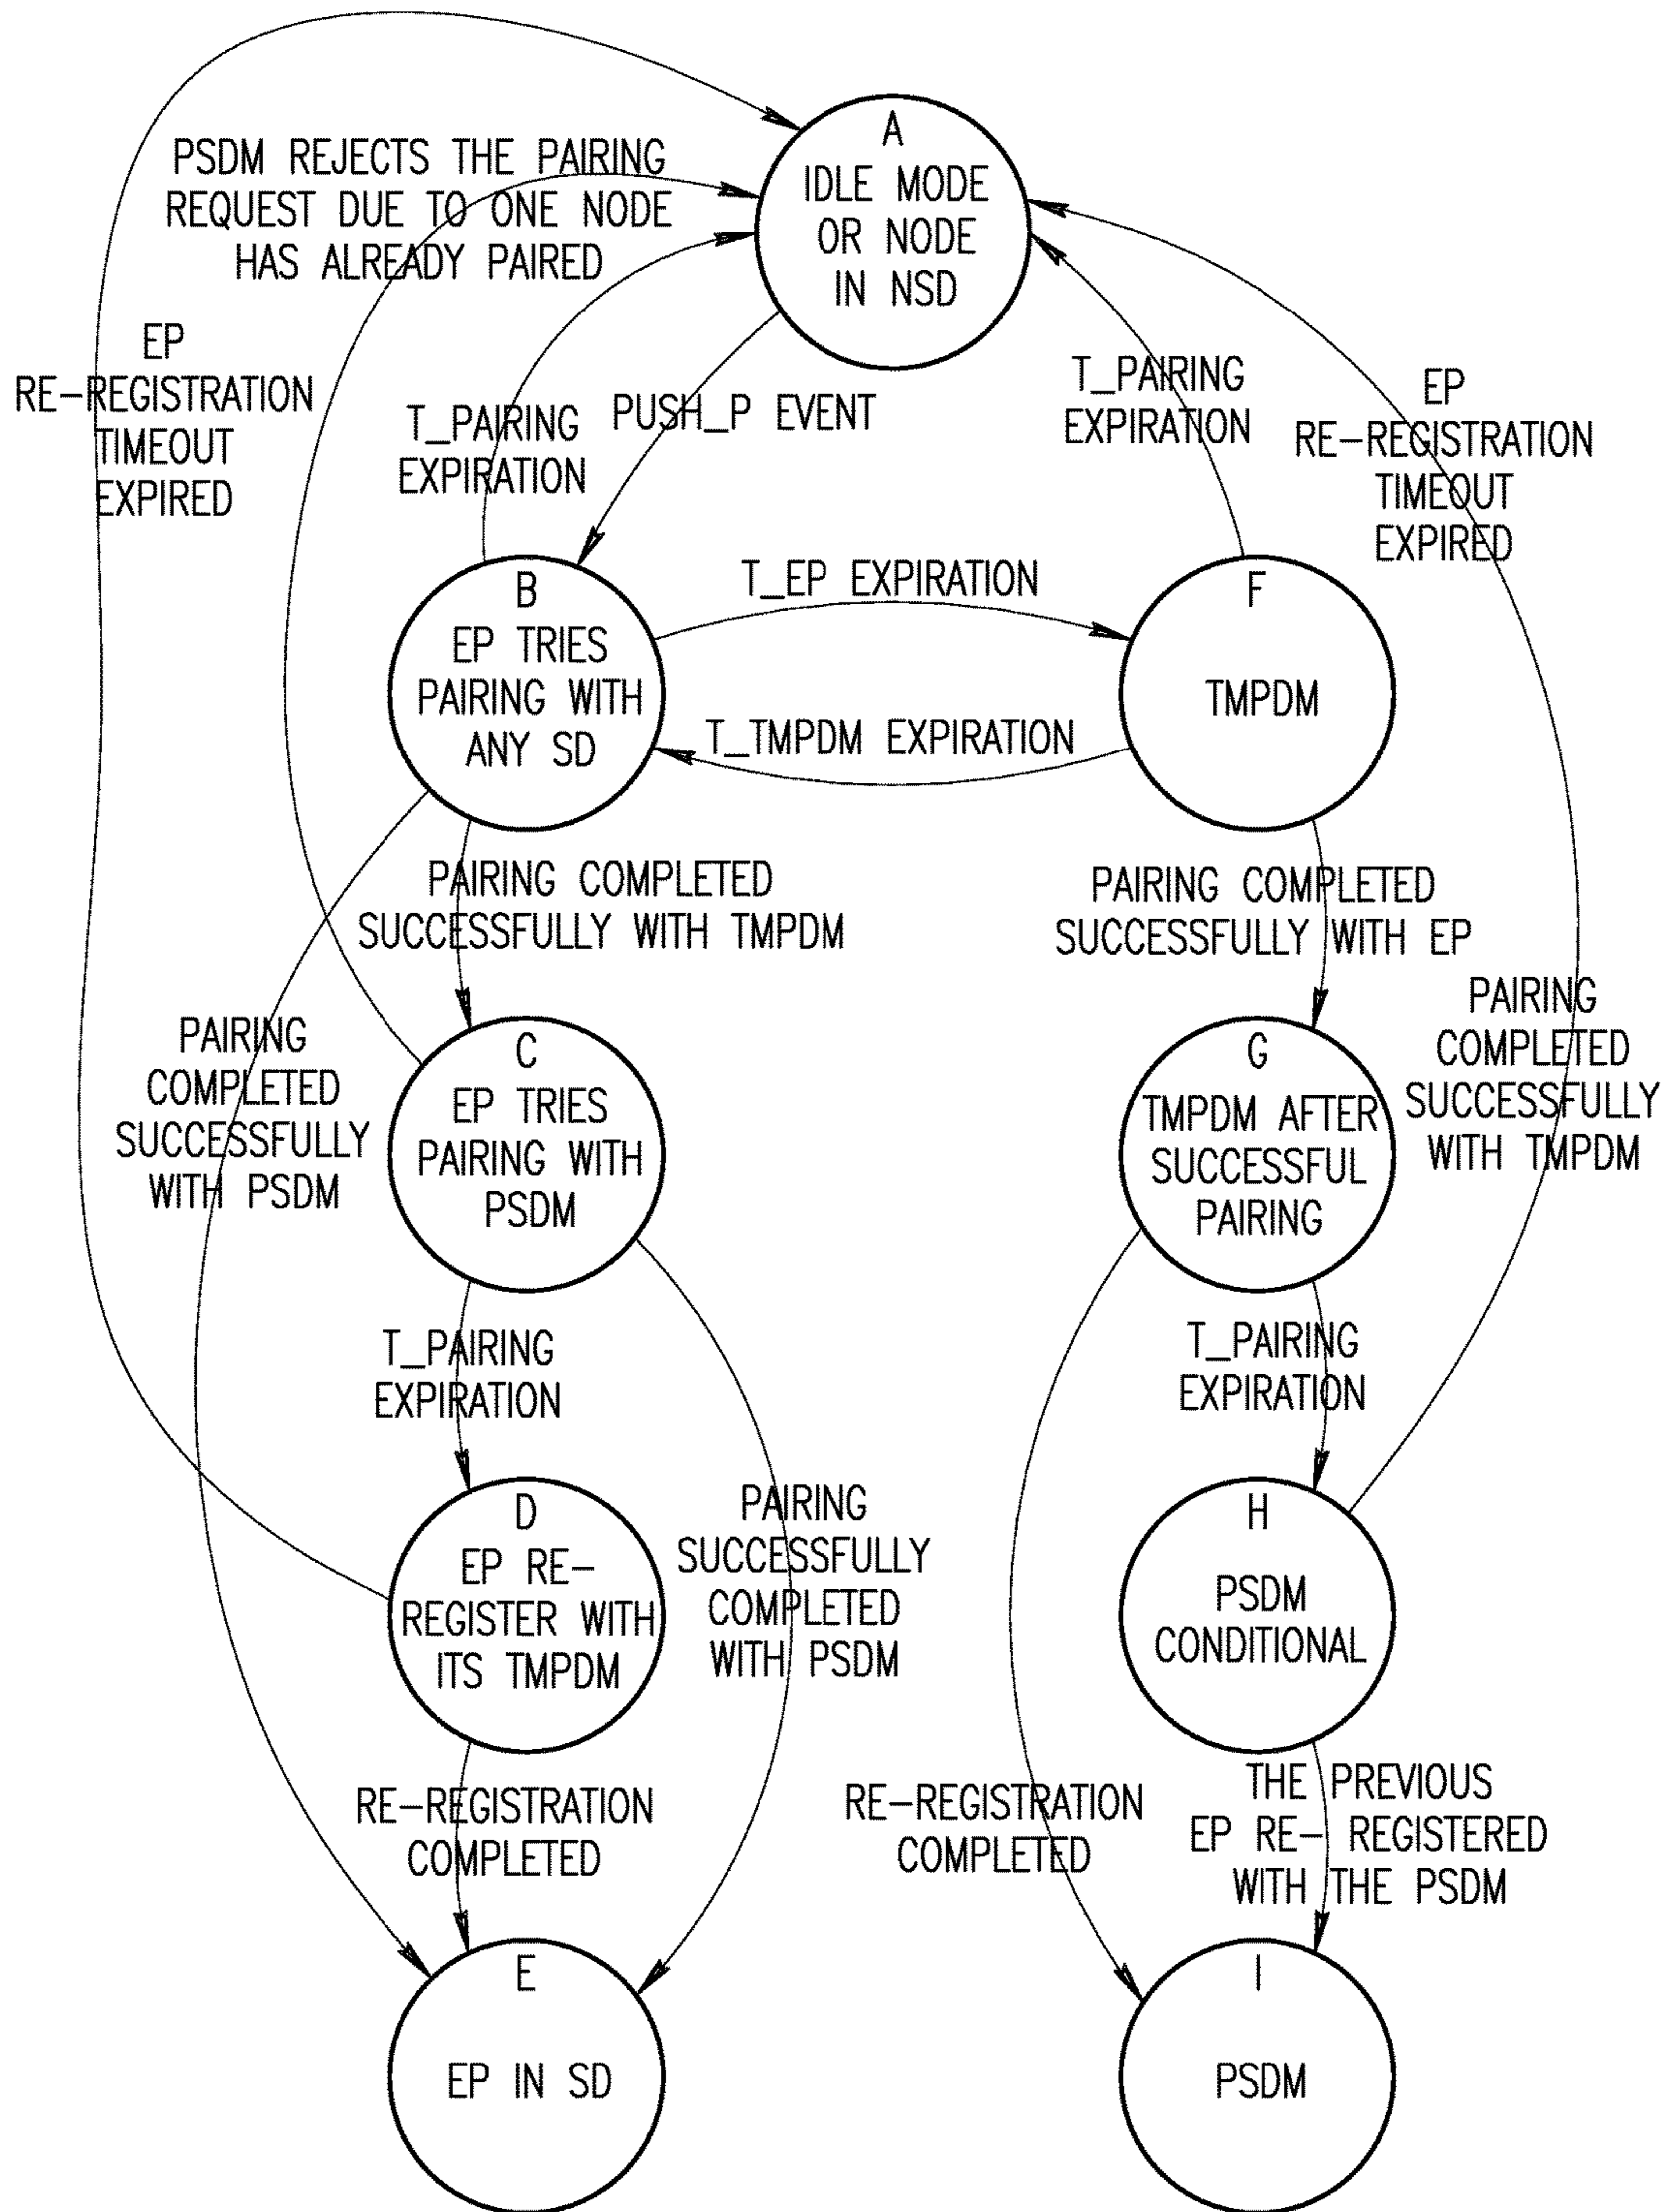 A
IDLE MODE
OR NODE
IN NSD
PSDM REJECTS THE PAIRING
REQUEST DUE TO ONE NODE
HAS ALREADY PAIRED
EP
RE-REGISTRATION
TIMEOUT
EXPIRED
T_PAIRING
EXPIRATION
PUSH_P EVENT
T_PAIRING
EXPIRATION
EP
RE-REGISTRATION
TIMEOUT
EXPIRED
B
EP TRIES
PAIRING WITH
ANY SD
T_EP EXPIRATION
T_TMPDM EXPIRATION
F
TMPDM
PAIRING COMPLETED
SUCCESSFULLY WITH TMPDM
PAIRING COMPLETED
SUCCESSFULLY WITH EP
PAIRING
COMPLETED
SUCCESSFULLY
WITH PSDM
C
EP TRIES
PAIRING WITH
PSDM
G
TMPDM AFTER
SUCCESSFUL
PAIRING
PAIRING
COMPLETED
SUCCESSFULLY
WITH TMPDM
T_PAIRING
EXPIRATION
T_PAIRING
EXPIRATION
D
EP RE-
REGISTER WITH
ITS TMPDM
PAIRING
SUCCESSFULLY
COMPLETED
WITH PSDM
H
PSDM
CONDITIONAL
RE-REGISTRATION
COMPLETED
RE-REGISTRATION
COMPLETED
THE PREVIOUS
EP RE- REGISTERED
WITH THE PSDM
E
EP IN SD
I
PSDM